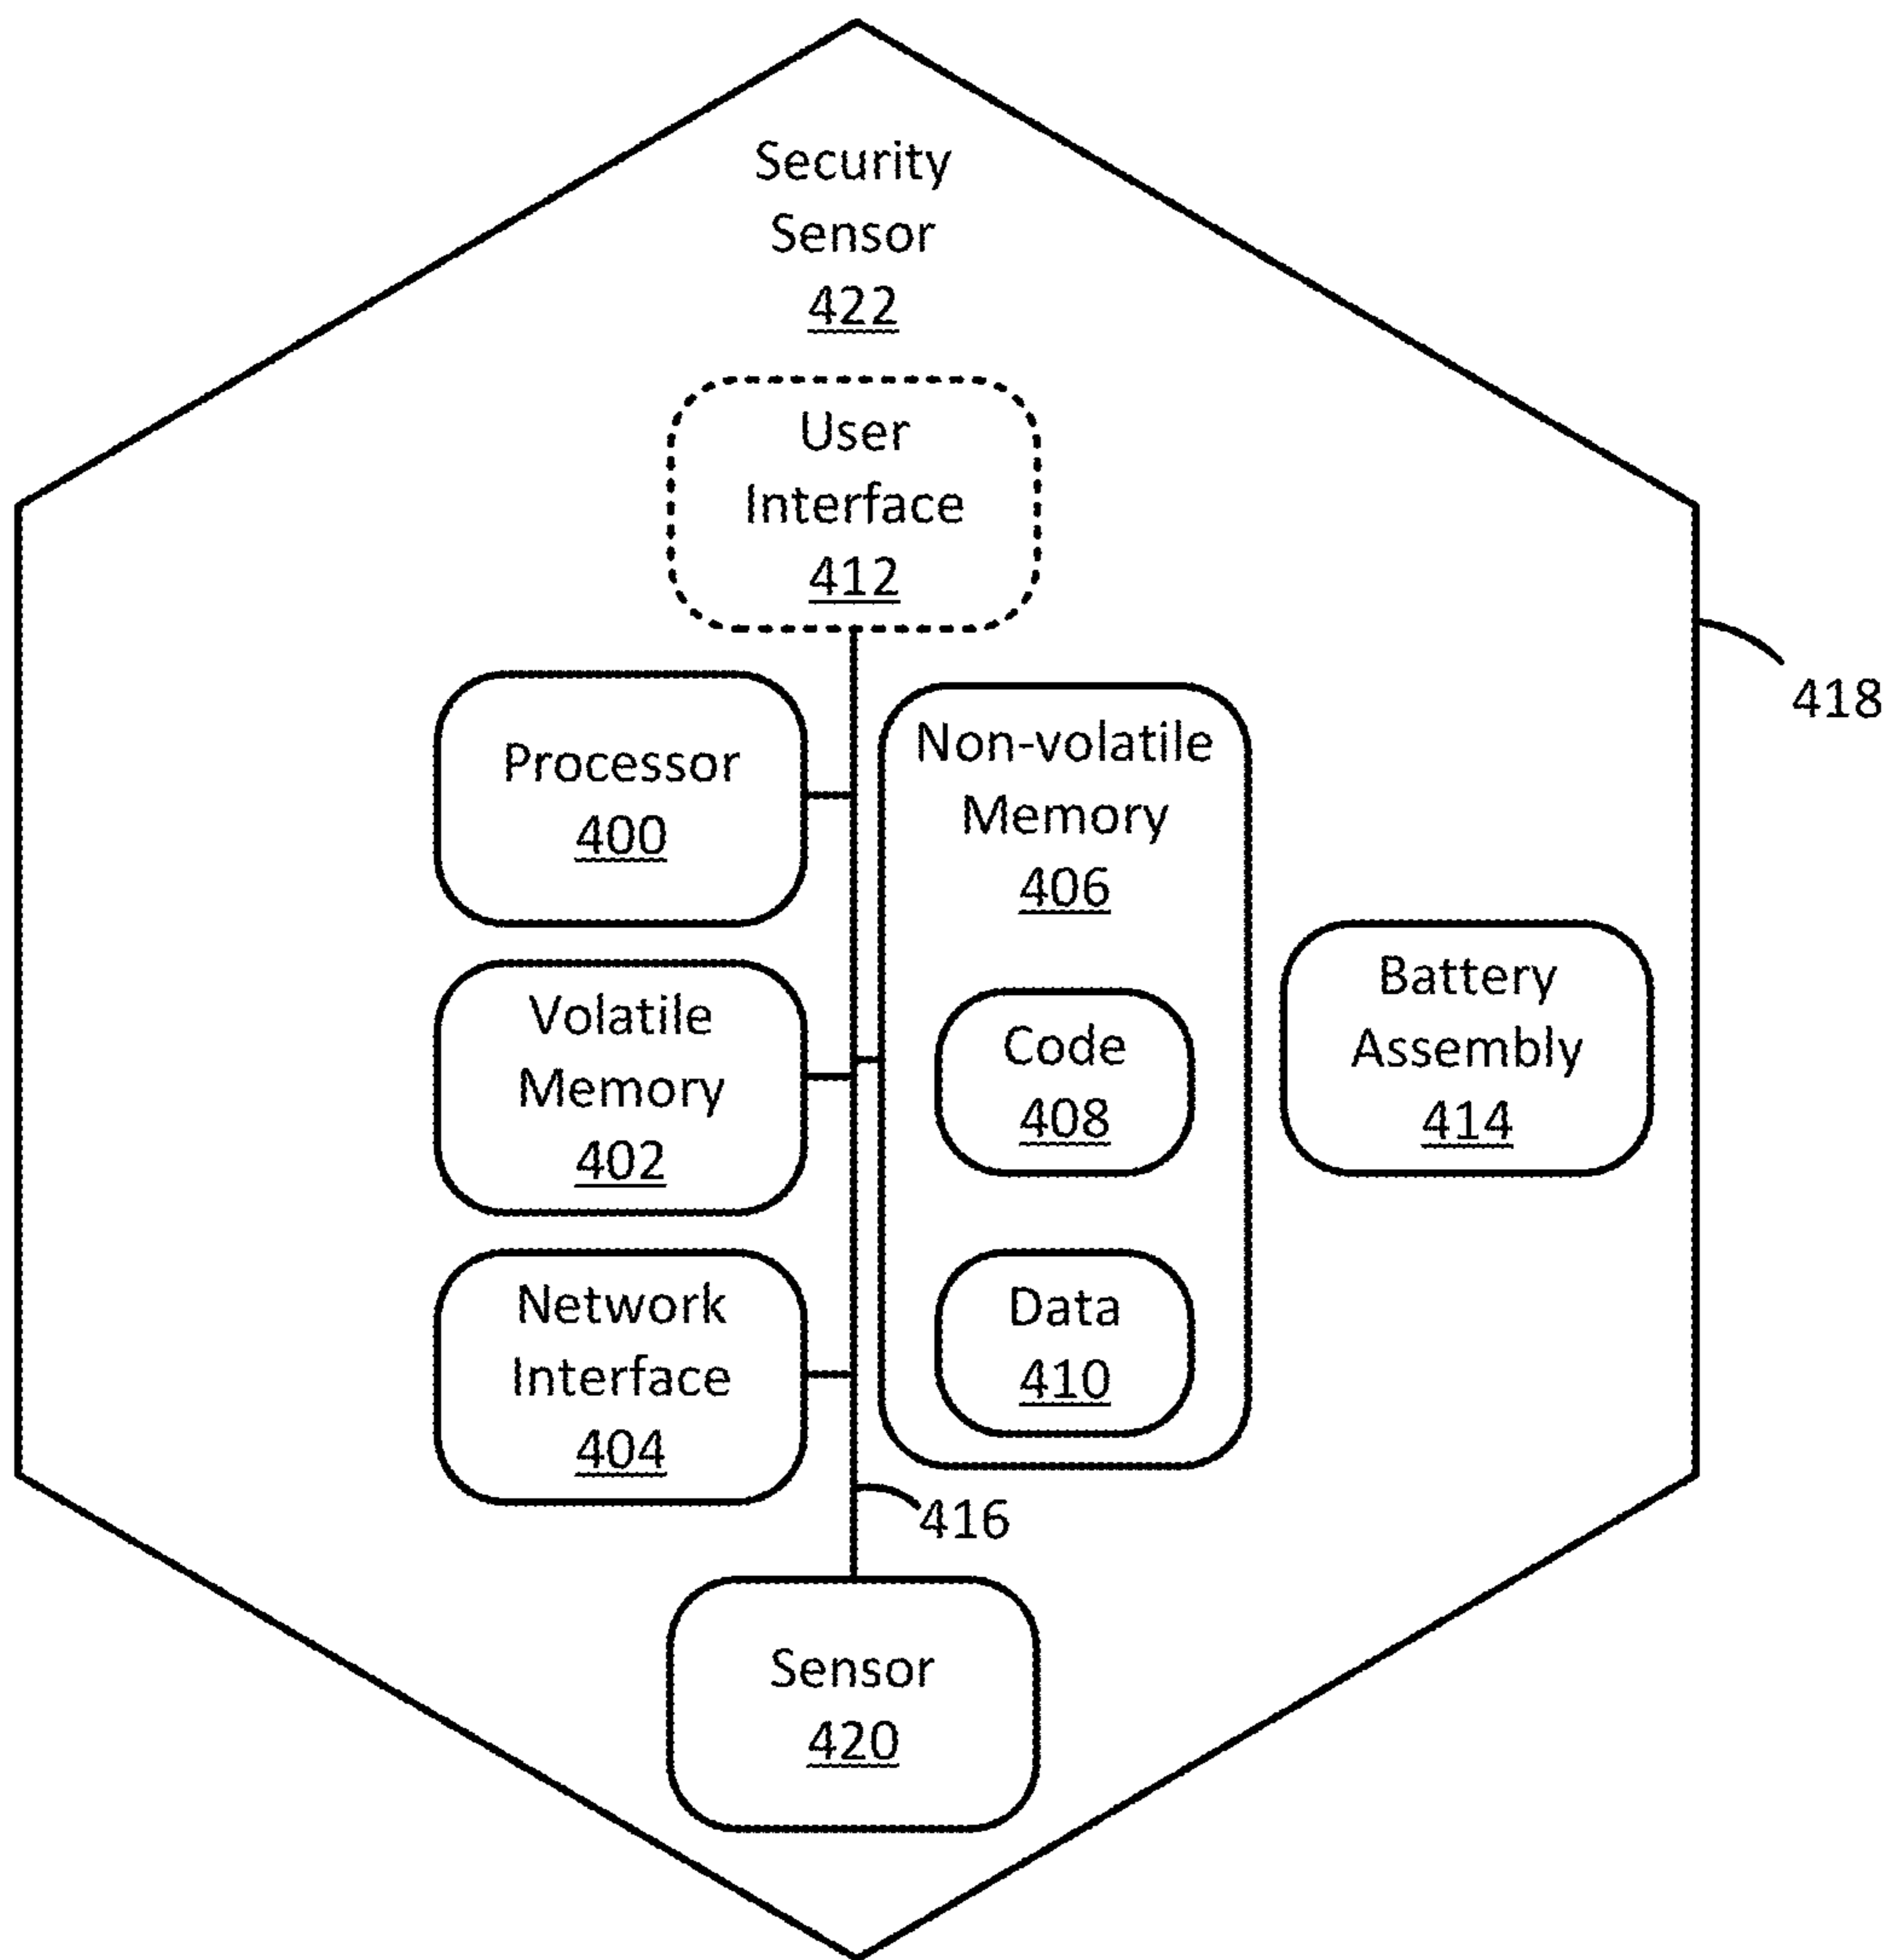 Security
Sensor
422
User
Interface
412
418
Processor
400
Non-volatile
Memory
406
Volatile
Memory
402
Code
408
Battery
Assembly
414
Network
Interface
404
Data
410
416
Sensor
420